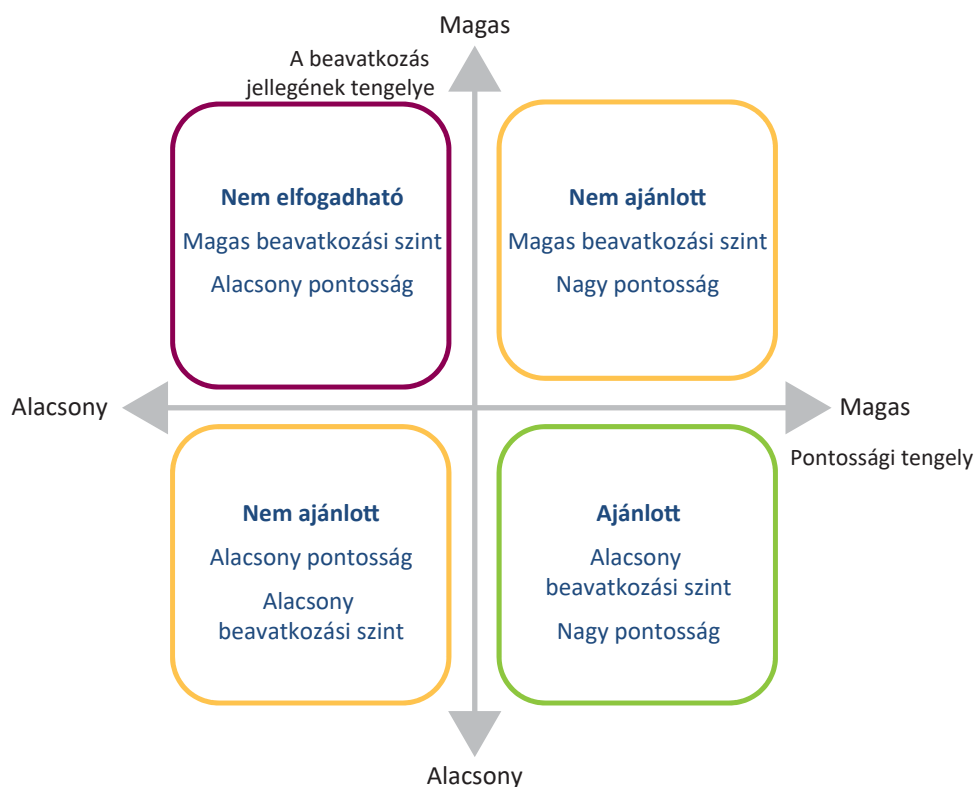 Magas
A beavatkozás
jellegének tengelye
Nem elfogadható
Magas beavatkozási szint
Alacsony pontosság
Nem ajánlott
Magas beavatkozási szint
Nagy pontosság
Alacsony
Magas
Pontossági tengely
Nem ajánlott
Alacsony pontosság
Alacsony
beavatkozási szint
Ajánlott
Alacsony
beavatkozási szint
Nagy pontosság
Alacsony